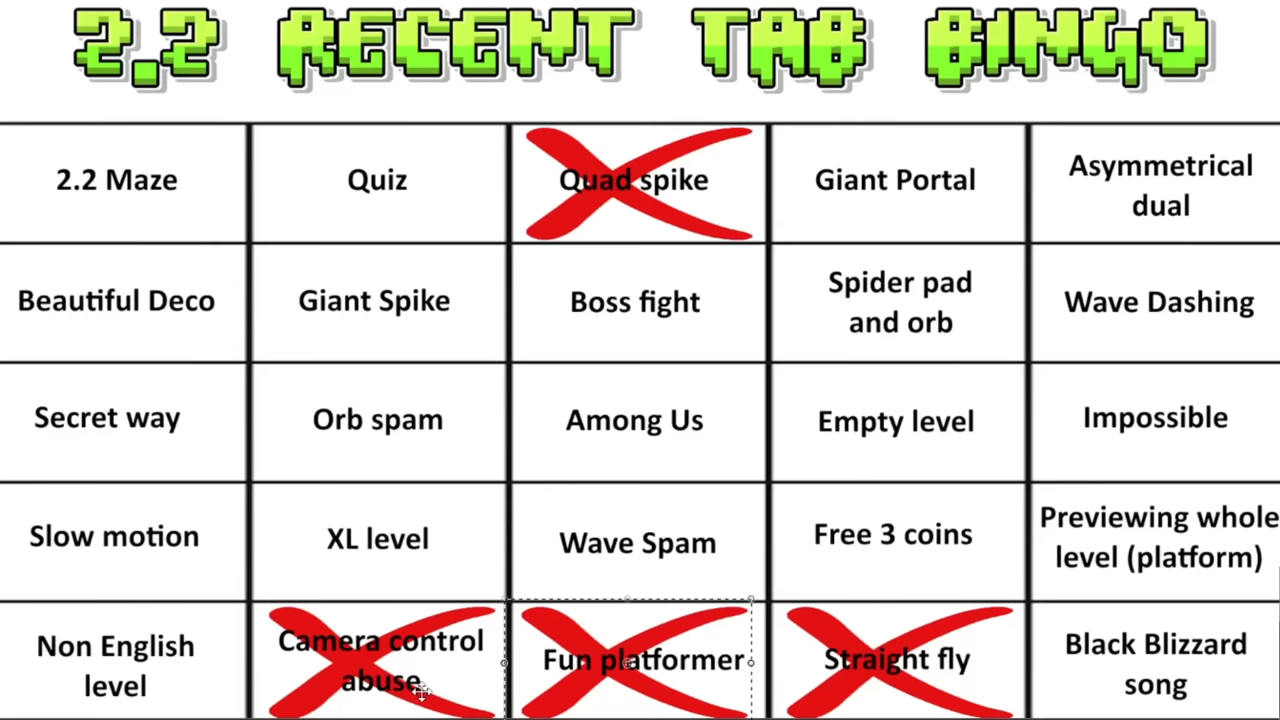 2.2 RECENT TAB BINGO
2.2 Maze
Quiz
Quad spike
Giant Portal
Asymmetrical
dual
Beautiful Deco
Giant Spike
Boss fight
Spider pad
and orb
Wave Dashing
Secret way
Orb spam
Among Us
Empty level
Impossible
Slow motion
XL level
Wave Spam
Free 3 coins
Previewing whole
level (platform)
Non English
level
Camera control
abuse
Fun platformer
Straight fly
Black Blizzard
song